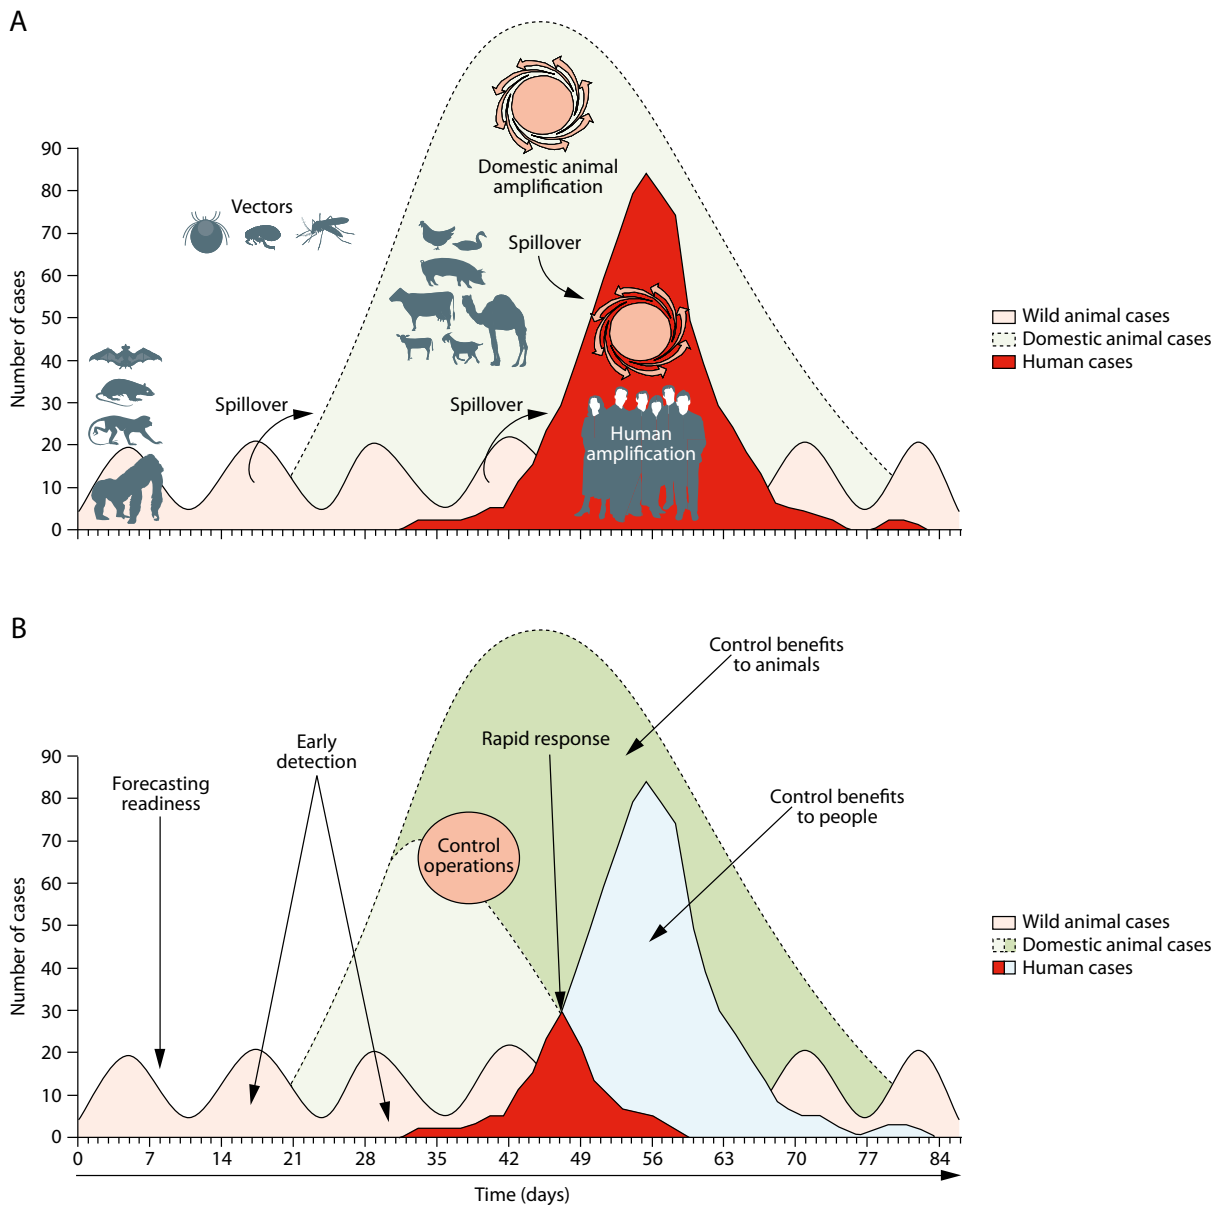 A
Domestic animal
amplification
Vectors
Spillover
Spillover
Spillover
Human
amplification
Number of cases
90
80
70
60
50
40
30
20
10
0
Wild animal cases
Domestic animal cases
Human cases
B
Control benefits
to animals
Rapid response
Early
detection
Forecasting
readiness
Control benefits
to people
Control
operations
Number of cases
90
80
70
60
50
40
30
20
10
0
Wild animal cases
Domestic animal cases
Human cases
0 7 14 21 28 35 42 49 56 63 70 77 84
Time (days)